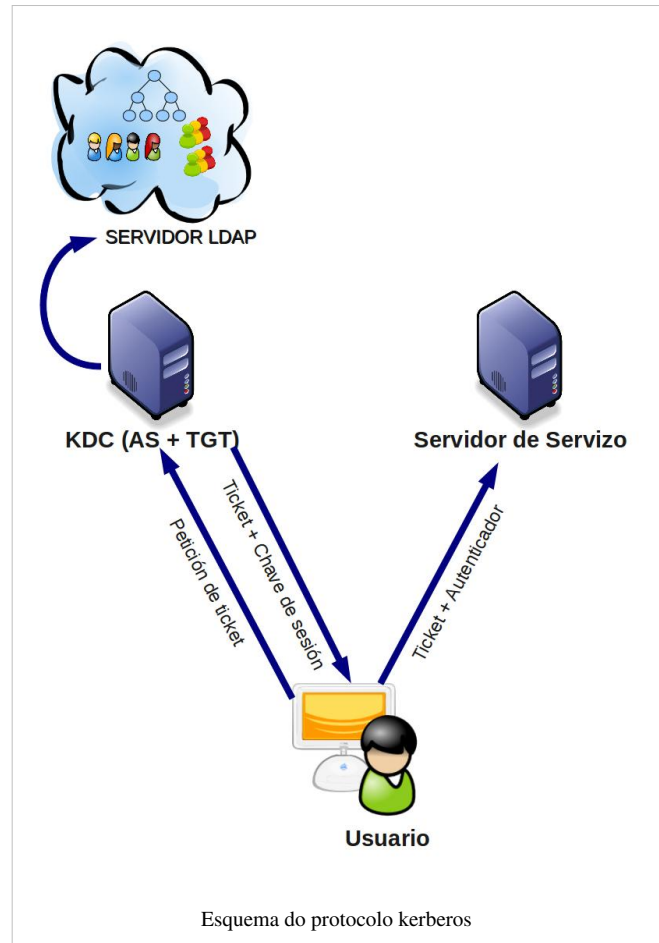 SERVIDOR LDAP
KDC (AS + TGT)
Servidor de Servizo
Petición de ticket
Ticket + Chave de sesión
Ticket + Autenticador
Usuario
Esquema do protocolo kerberos